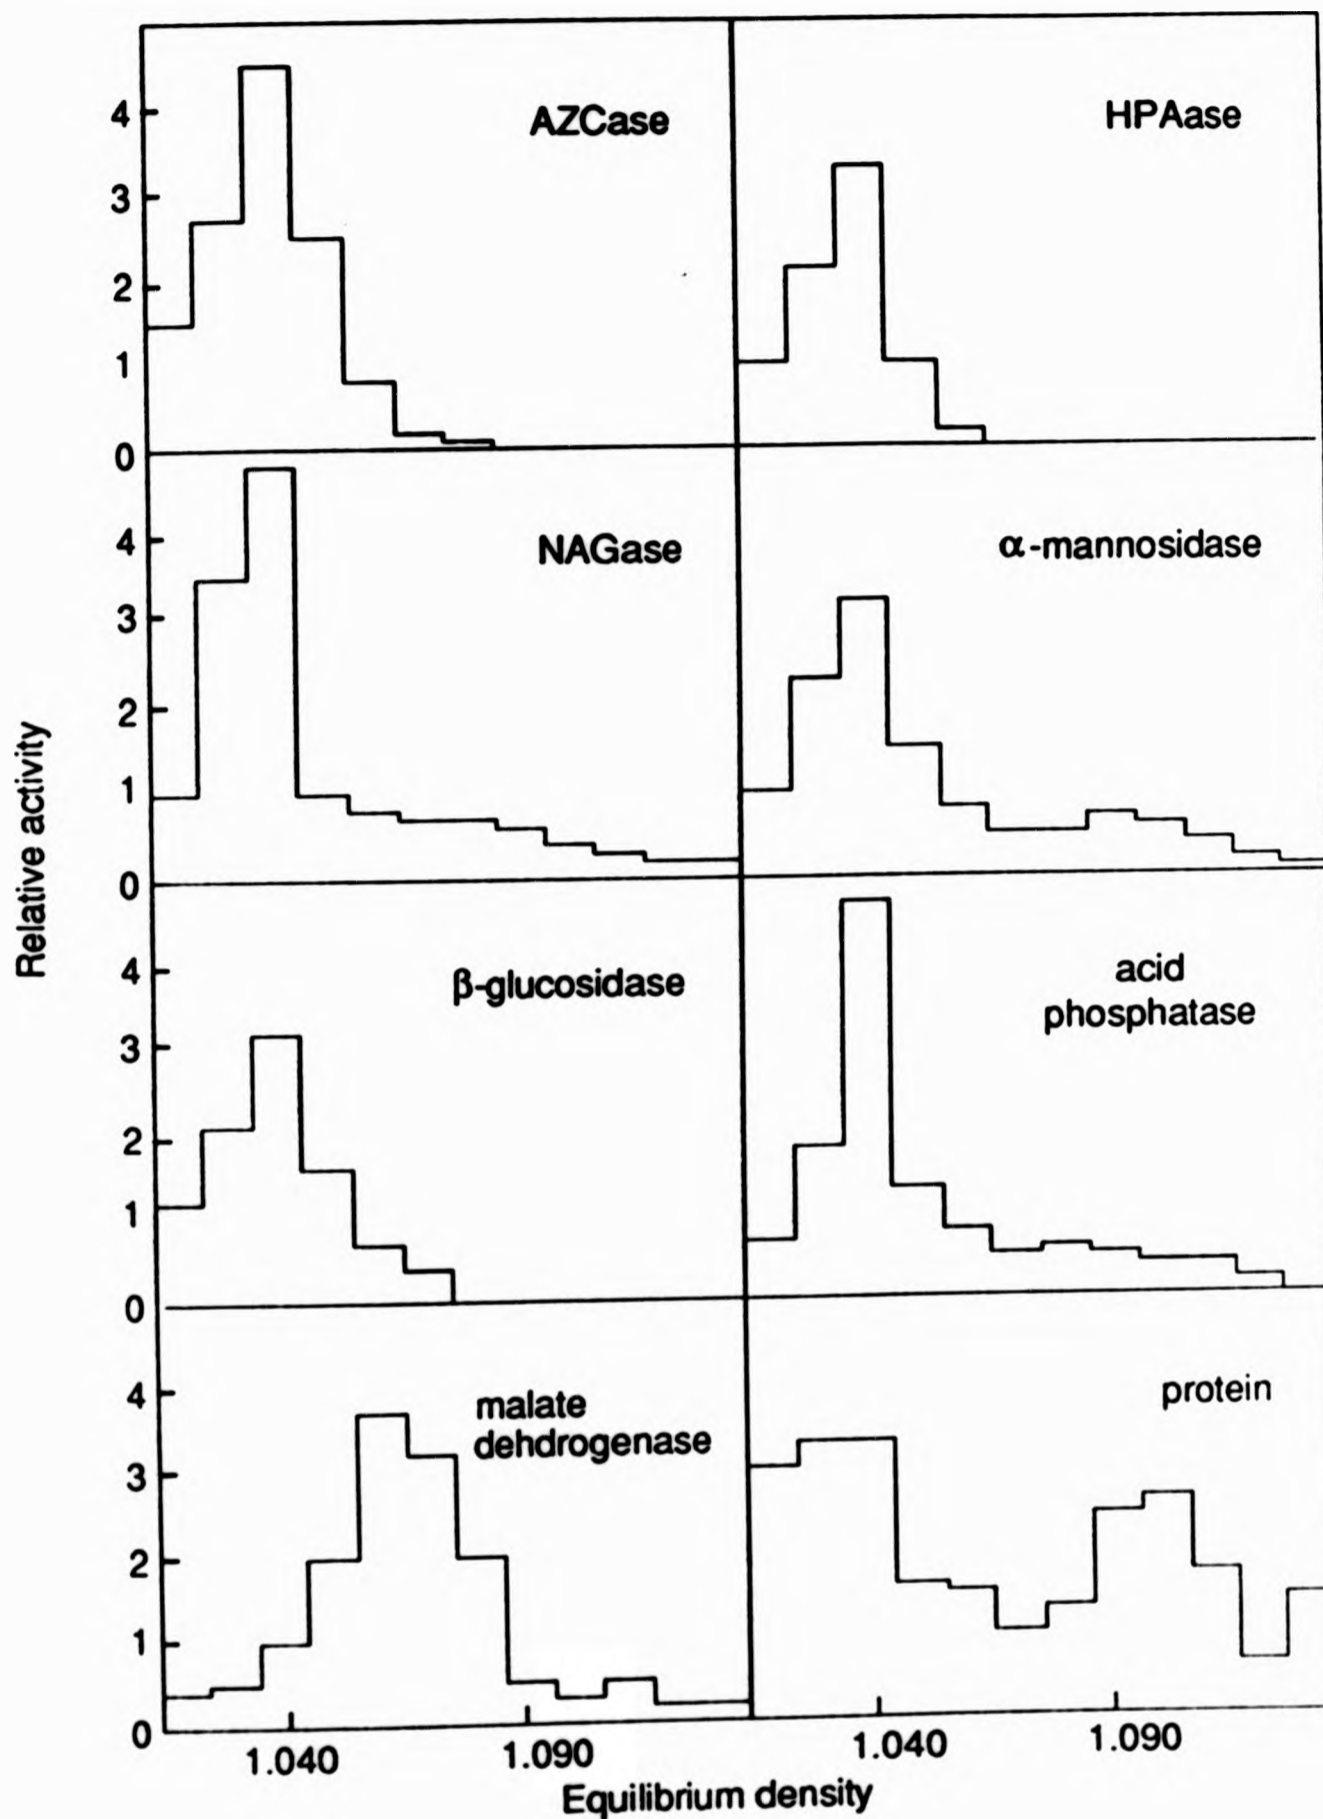 AZCase
HPAase
4
3
2
1
0
NAGase
α-mannosidase
4
3
2
1
0
Relative activity
β-glucosidase
acid
phosphatase
4
3
2
1
0
malate
dehdrogenase
protein
4
3
2
1
0
1.040
1.090
1.040
1.090
Equilibrium density